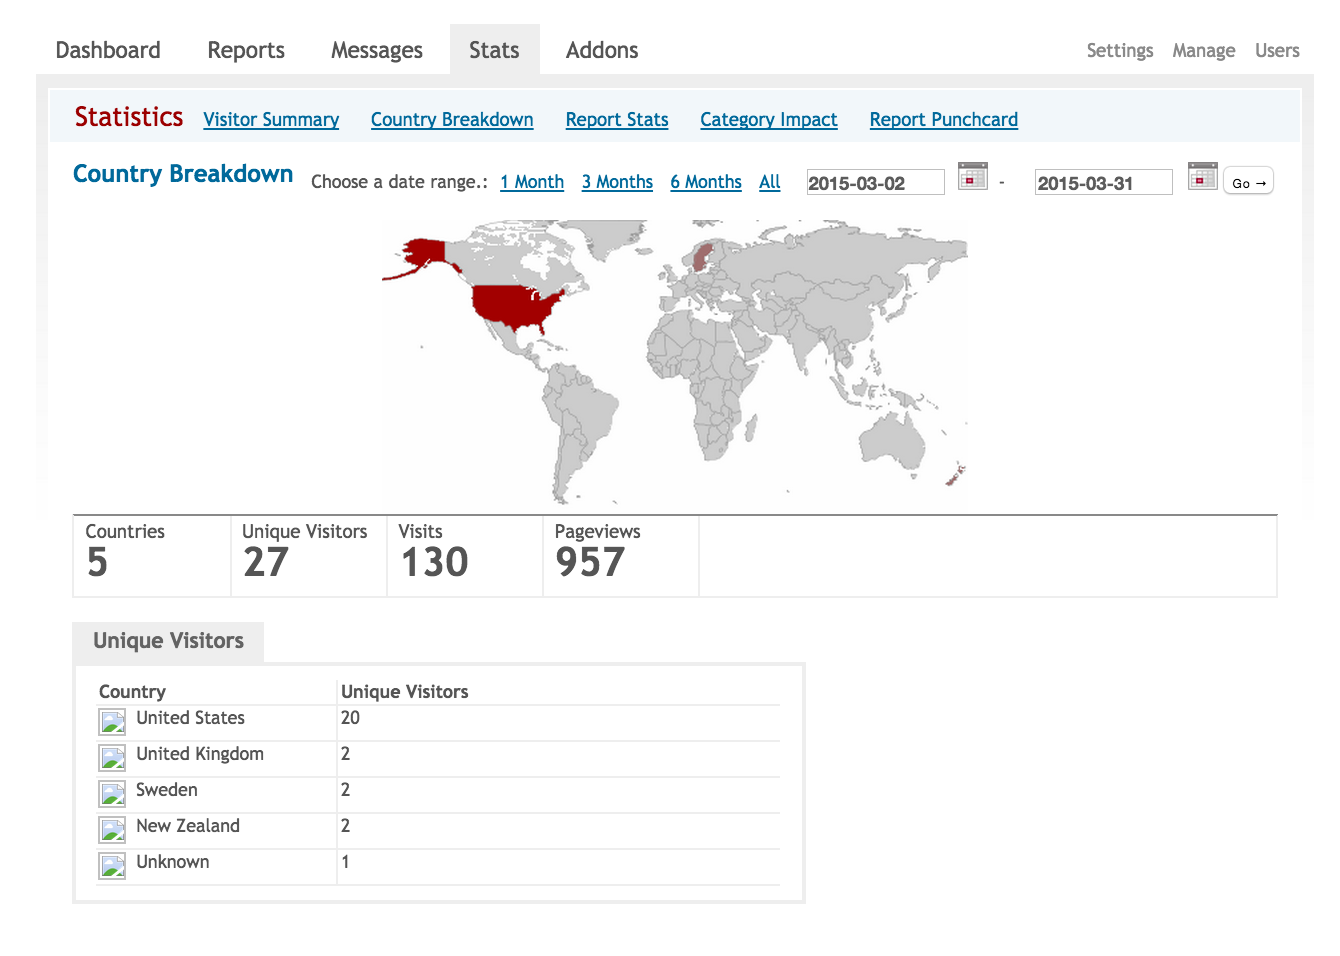 Dashboard Reports Messages Stats Addons Settings Manage Users
Statistics Visitor Summary Country Breakdown Report Stats Category Impact Report Punchcard
Country Breakdown Choose a date range.: 1 Month 3 Months 6 Months All 2015-03-02 - 2015-03-31 Go →
Countries Unique Visitors Visits Pageviews
5 27 130 957
Unique Visitors
Country Unique Visitors
United States 20
United Kingdom 2
Sweden 2
New Zealand 2
Unknown 1